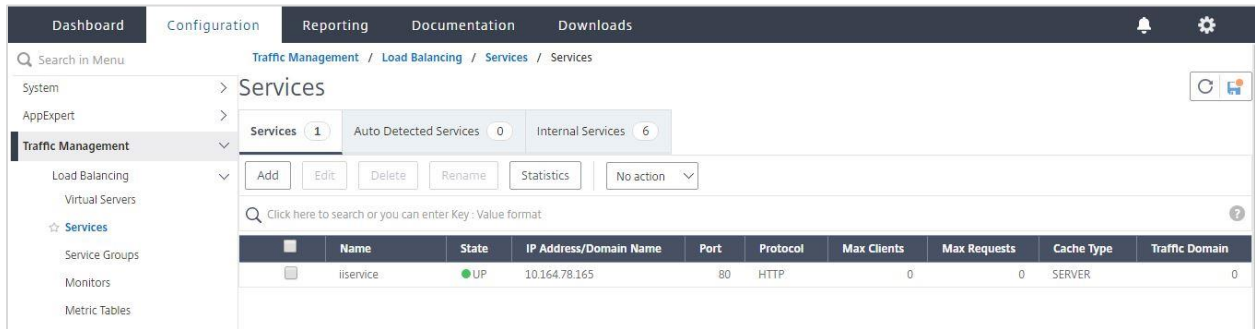 Dashboard Configuration Reporting Documentation Downloads
Search in Menu
System
AppExpert
Traffic Management
Load Balancing
Virtual Servers
Services
Service Groups
Monitors
Metric Tables
Traffic Management / Load Balancing / Services / Services
Services
Services 1 Auto Detected Services 0 Internal Services 6
Add Edit Delete Rename Statistics No action
Click here to search or you can enter Key : Value format ?
Name State IP Address/Domain Name Port Protocol Max Clients Max Requests Cache Type Traffic Domain
iiservice UP 10.164.78.165 80 HTTP 0 0 SERVER 0